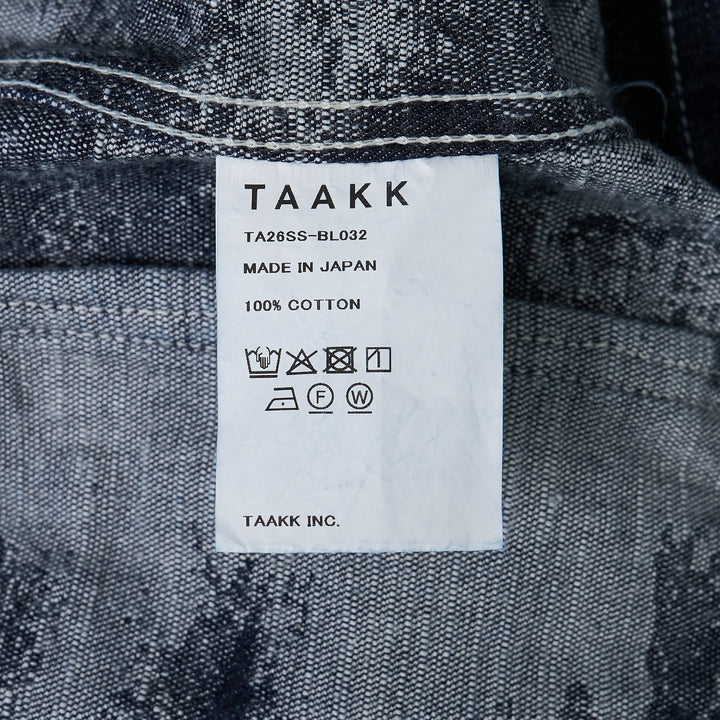 TAAKK
TA26SS-BL032
MADE IN JAPAN
100% COTTON
F W
TAAKK INC.